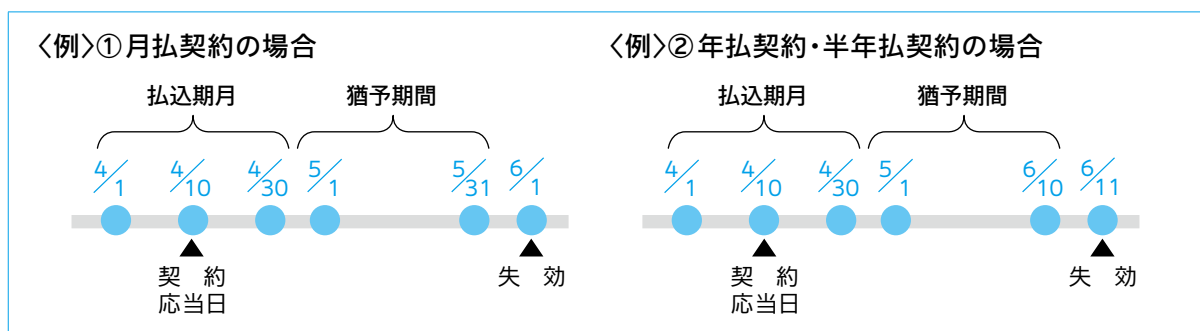 〈例〉①月払契約の場合
払込期月 猶予期間
4/1 4/10 4/30 5/1 5/31 6/1
契 約
応当日
失 効
〈例〉②年払契約・半年払契約の場合
払込期月 猶予期間
4/1 4/10 4/30 5/1 6/10 6/11
契 約
応当日
失 効